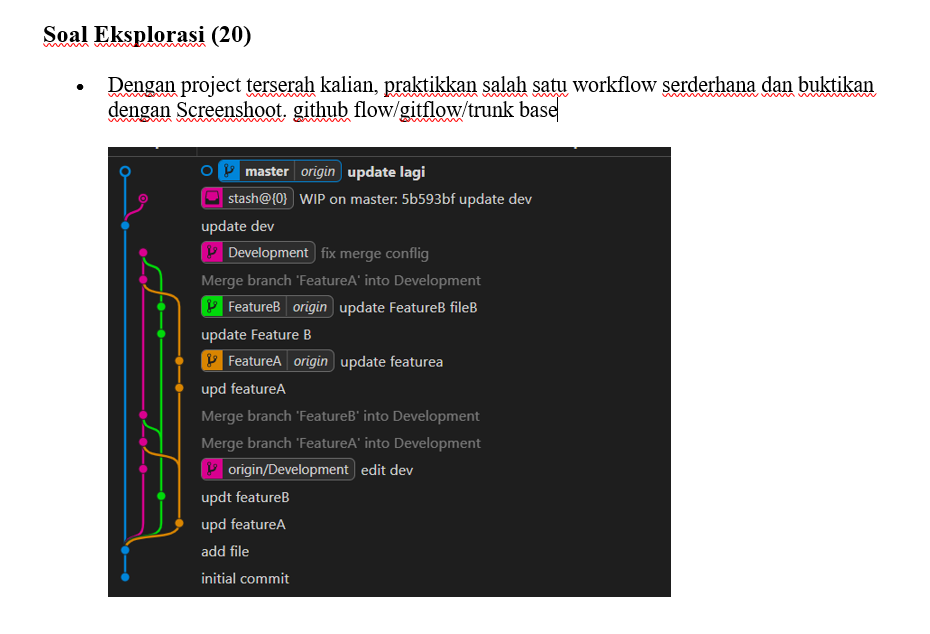 Soal Eksplorasi (20)
Dengan project terserah kalian, praktikkan salah satu workflow serderhana dan buktikan
dengan Screenshoot. github flow/gitflow/trunk base
master origin update lagi
stash@{0} WIP on master: 5b593bf update dev
update dev
Development fix merge conflig
Merge branch 'FeatureA' into Development
FeatureB origin update FeatureB fileB
update Feature B
FeatureA origin update featurea
upd featureA
Merge branch 'FeatureB' into Development
Merge branch 'FeatureA' into Development
origin/Development edit dev
updt featureB
upd featureA
add file
initial commit